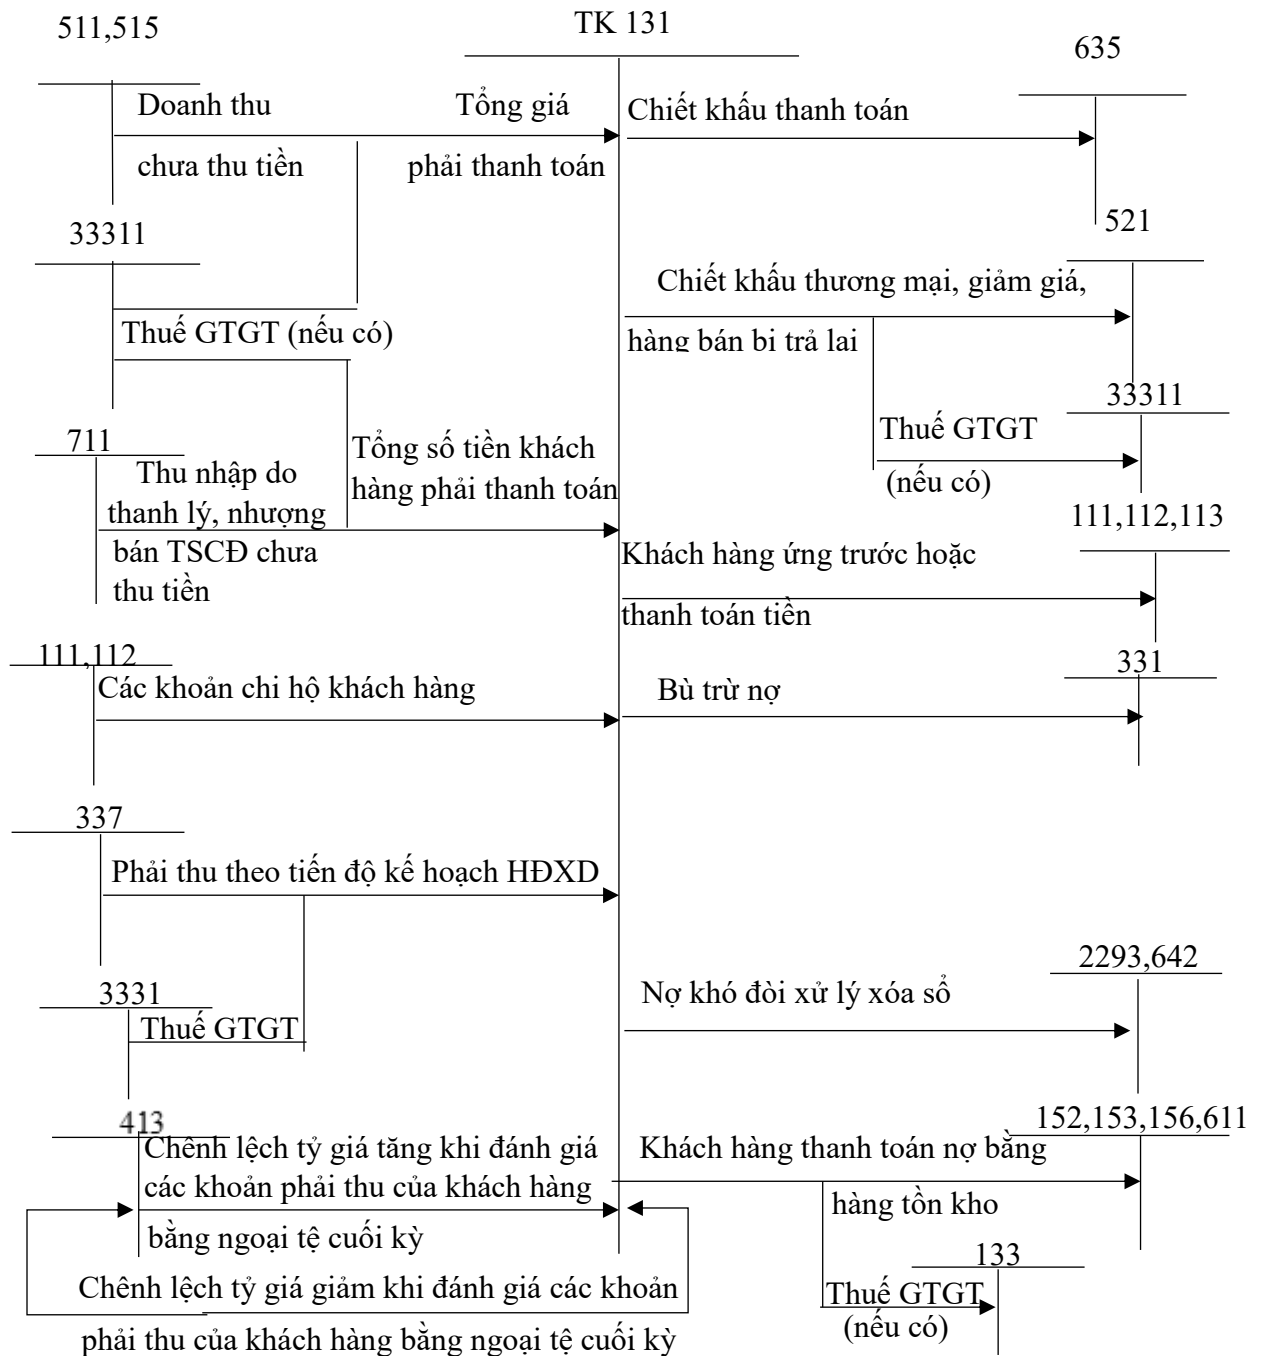 511,515
TK 131
635
Doanh thu
Tổng giá
Chiết khấu thanh toán
chưa thu tiền
phải thanh toán
33311
521
Chiết khấu thương mại, giảm giá,
Thuế GTGT (nếu có)
hàng bán bị trả lại
33311
711
Tổng số tiền khách
hàng phải thanh toán
Thuế GTGT
(nếu có)
Thu nhập do
thanh lý, nhượng
bán TSCĐ chưa
thu tiền
111,112,113
Khách hàng ứng trước hoặc
thanh toán tiền
111,112
331
Các khoản chi hộ khách hàng
Bù trừ nợ
337
Phải thu theo tiến độ kế hoạch HĐXD
2293,642
3331
Nợ khó đòi xử lý xóa sổ
Thuế GTGT
413
152,153,156,611
Chênh lệch tỷ giá tăng khi đánh giá
các khoản phải thu của khách hàng
bằng ngoại tệ cuối kỳ
Khách hàng thanh toán nợ bằng
hàng tồn kho
133
Chênh lệch tỷ giá giảm khi đánh giá các khoản
phải thu của khách hàng bằng ngoại tệ cuối kỳ
Thuế GTGT
(nếu có)